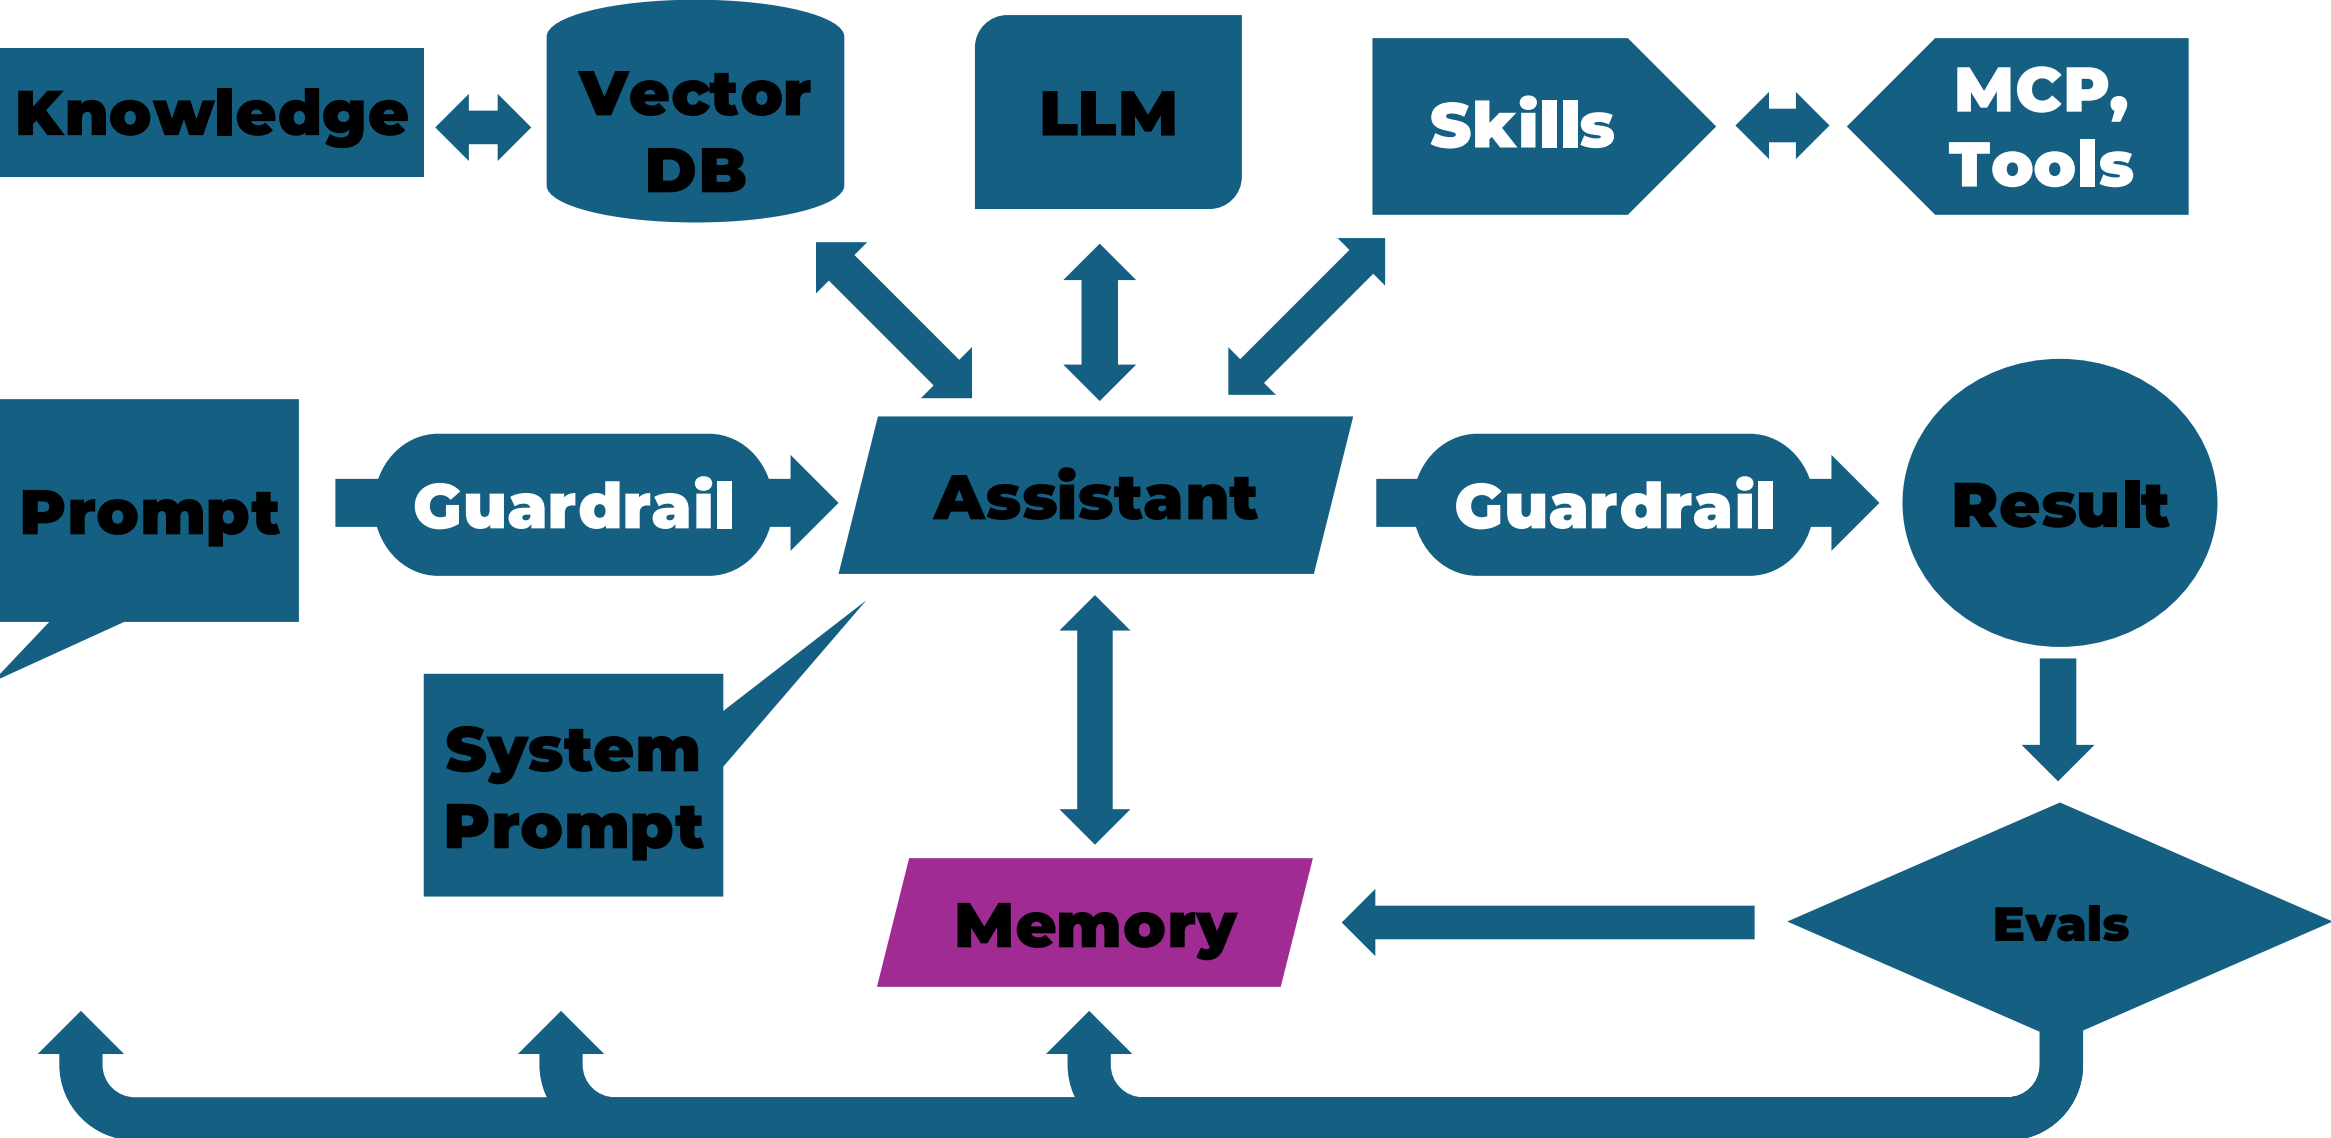 Knowledge
Vector
DB
LLM
Skills
MCP,
Tools
Prompt
Guardrail
Assistant
Guardrail
Result
System
Prompt
Memory
Evals